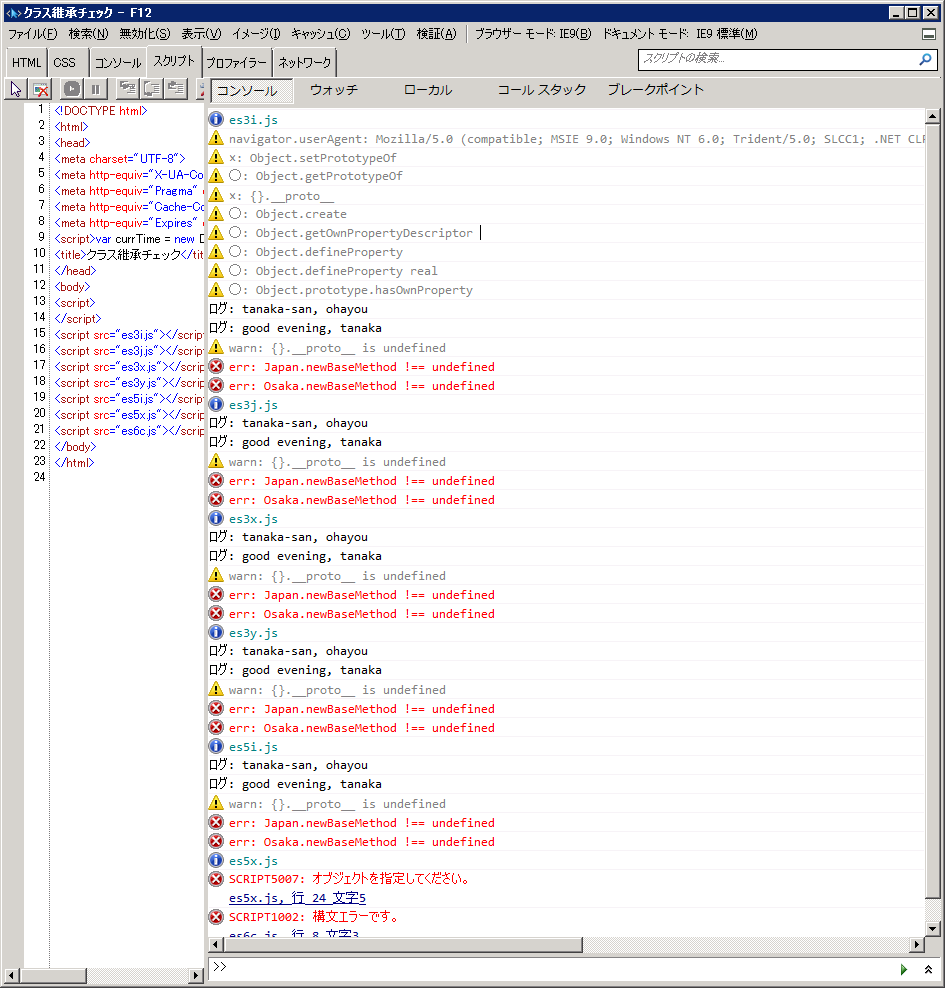 クラス継承チェック - F12
ファイル(F) 検索(N) 無効化(S) 表示(V) イメージ(I) キャッシュ(C) ツール(T) 検証(A) ブラウザー モード: IE9(B) ドキュメント モード: IE9 標準(M)
HTML CSS コンソール スクリプト プロファイラー ネットワーク
スクリプトの検索...
コンソール ウォッチ ローカル コール スタック ブレークポイント
1 <!DOCTYPE html>
2 <html>
3 <head>
4 <meta charset="UTF-8">
5 <meta http-equiv="X-UA-Co
6 <meta http-equiv="Pragma" c
7 <meta http-equiv="Cache-Co
8 <meta http-equiv="Expires" c
9 <script>var currTime = new D
10 <title>クラス継承チェック</tit
11 </head>
12 <body>
13 <script>
14 </script>
15 <script src="es3i.js"></script
16 <script src="es3j.js"></script
17 <script src="es3x.js"></script
18 <script src="es3y.js"></script
19 <script src="es5i.js"></script
20 <script src="es5x.js"></script
21 <script src="es6c.js"></script
22 </body>
23 </html>
24
es3i.js
navigator.userAgent: Mozilla/5.0 (compatible; MSIE 9.0; Windows NT 6.0; Trident/5.0; SLCC1; .NET CLR
x: Object.setPrototypeOf
○: Object.getPrototypeOf
x: {}.__proto__
○: Object.create
○: Object.getOwnPropertyDescriptor
○: Object.defineProperty
○: Object.defineProperty real
○: Object.prototype.hasOwnProperty
ログ: tanaka-san, ohayou
ログ: good evening, tanaka
warn: {}.__proto__ is undefined
err: Japan.newBaseMethod !== undefined
err: Osaka.newBaseMethod !== undefined
es3j.js
ログ: tanaka-san, ohayou
ログ: good evening, tanaka
warn: {}.__proto__ is undefined
err: Japan.newBaseMethod !== undefined
err: Osaka.newBaseMethod !== undefined
es3x.js
ログ: tanaka-san, ohayou
ログ: good evening, tanaka
warn: {}.__proto__ is undefined
err: Japan.newBaseMethod !== undefined
err: Osaka.newBaseMethod !== undefined
es3y.js
ログ: tanaka-san, ohayou
ログ: good evening, tanaka
warn: {}.__proto__ is undefined
err: Japan.newBaseMethod !== undefined
err: Osaka.newBaseMethod !== undefined
es5i.js
ログ: tanaka-san, ohayou
ログ: good evening, tanaka
warn: {}.__proto__ is undefined
err: Japan.newBaseMethod !== undefined
err: Osaka.newBaseMethod !== undefined
es5x.js
SCRIPT5007: オブジェクトを指定してください。
es5x.js, 行 24 文字5
SCRIPT1002: 構文エラーです。
es6c.js, 行 8 文字3
>>